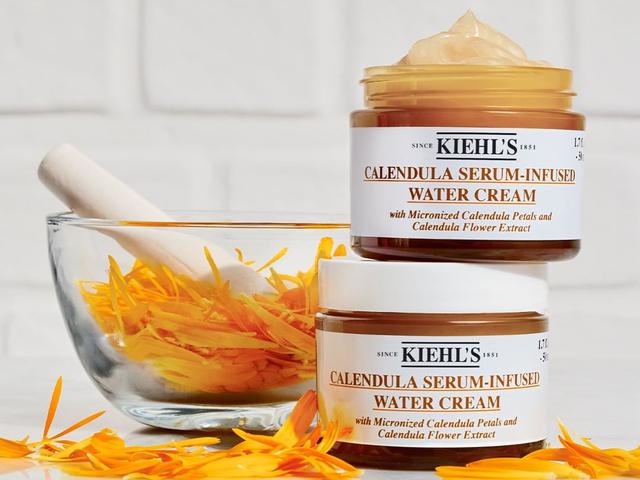 SINCE KIEHL'S 1851
CALENDULA SERUM-INFUSED
WATER CREAM
with Micronized Calendula Petals and
Calendula Flower Extract
SINCE KIEHL'S 1851
CALENDULA SERUM-INFUSED
WATER CREAM
with Micronized Calendula Petals and
Calendula Flower Extract